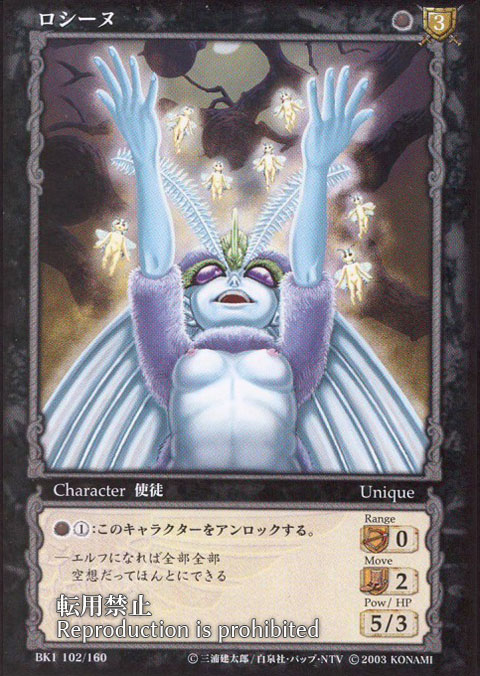 ロシーヌ
3
Character 使徒
Unique
①:このキャラクターをアンロックする。
―エルフになれば全部全部
空想だってほんとにできる
Range
0
Move
2
Pow/ HP
5/3
転用禁止
Reproduction is prohibited
BK1 102/160
© 三浦建太郎/白泉社・バップ・NTV © 2003 KONAMI